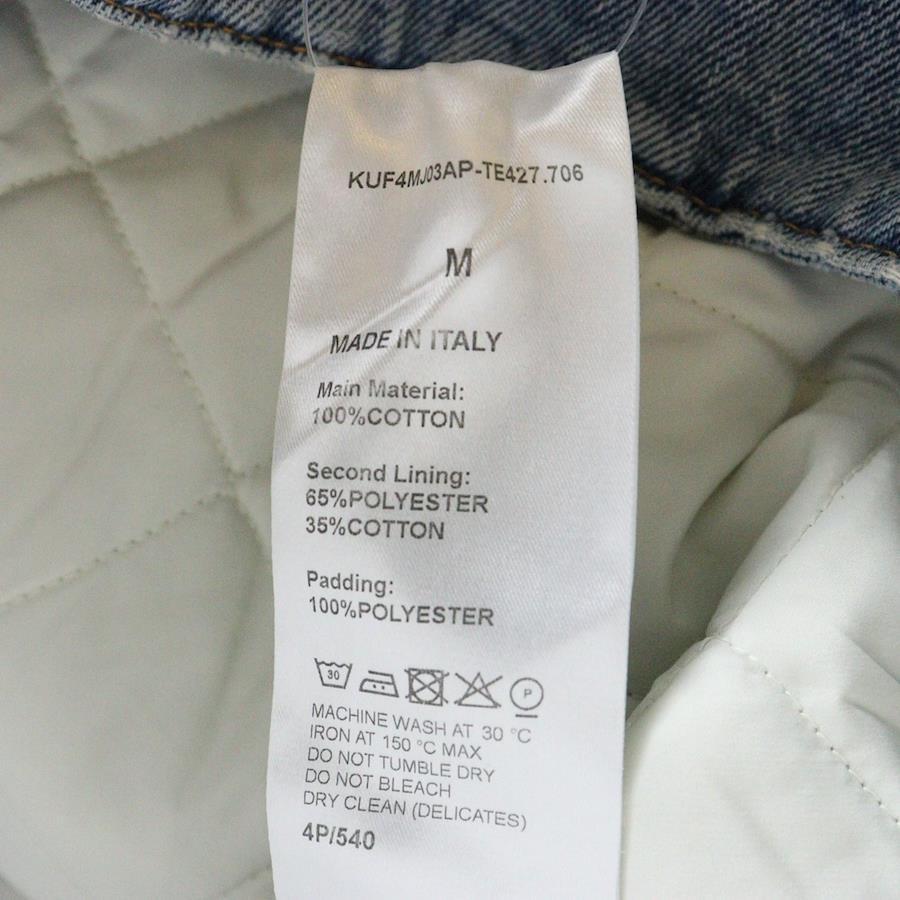 KUF4MJ03AP-TE427.706
M
MADE IN ITALY
Main Material:
100%COTTON
Second Lining:
65%POLYESTER
35%COTTON
Padding:
100%POLYESTER
30 P
MACHINE WASH AT 30 °C
IRON AT 150 °C MAX
DO NOT TUMBLE DRY
DO NOT BLEACH
DRY CLEAN (DELICATES)
4P/540